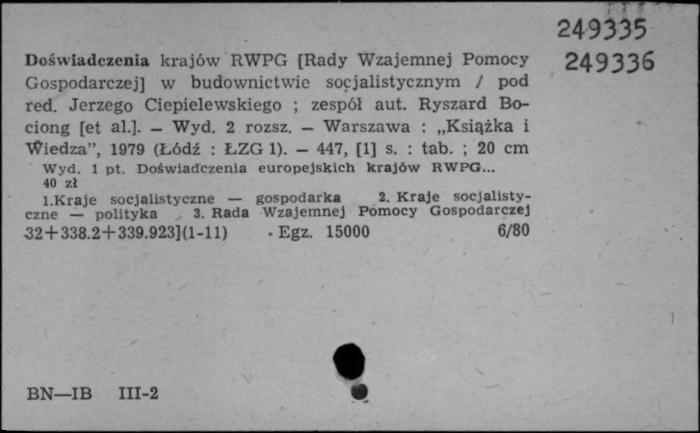 249335
249336
Doświadczenia krajów RWPG [Rady Wzajemnej Pomocy
Gospodarczej] w budownictwie socjalistycznym / pod
red. Jerzego Ciepielewskiego ; zespół aut. Ryszard Bo-
ciong [et al.]. — Wyd. 2 rozsz. — Warszawa : „Książka i
Wiedza”, 1979 (Łódź : ŁZG 1). — 447, [1] s. : tab. ; 20 cm
Wyd. 1 pt. Doświadczenia europejskich krajów RWPG...
40 zł
1.Kraje socjalistyczne — gospodarka 2. Kraje socjalisty-
czne — polityka 3. Rada Wzajemnej Pomocy Gospodarczej
32+338.2+339.923](1-11) Egz. 15000 6/80
BN—IB III-2